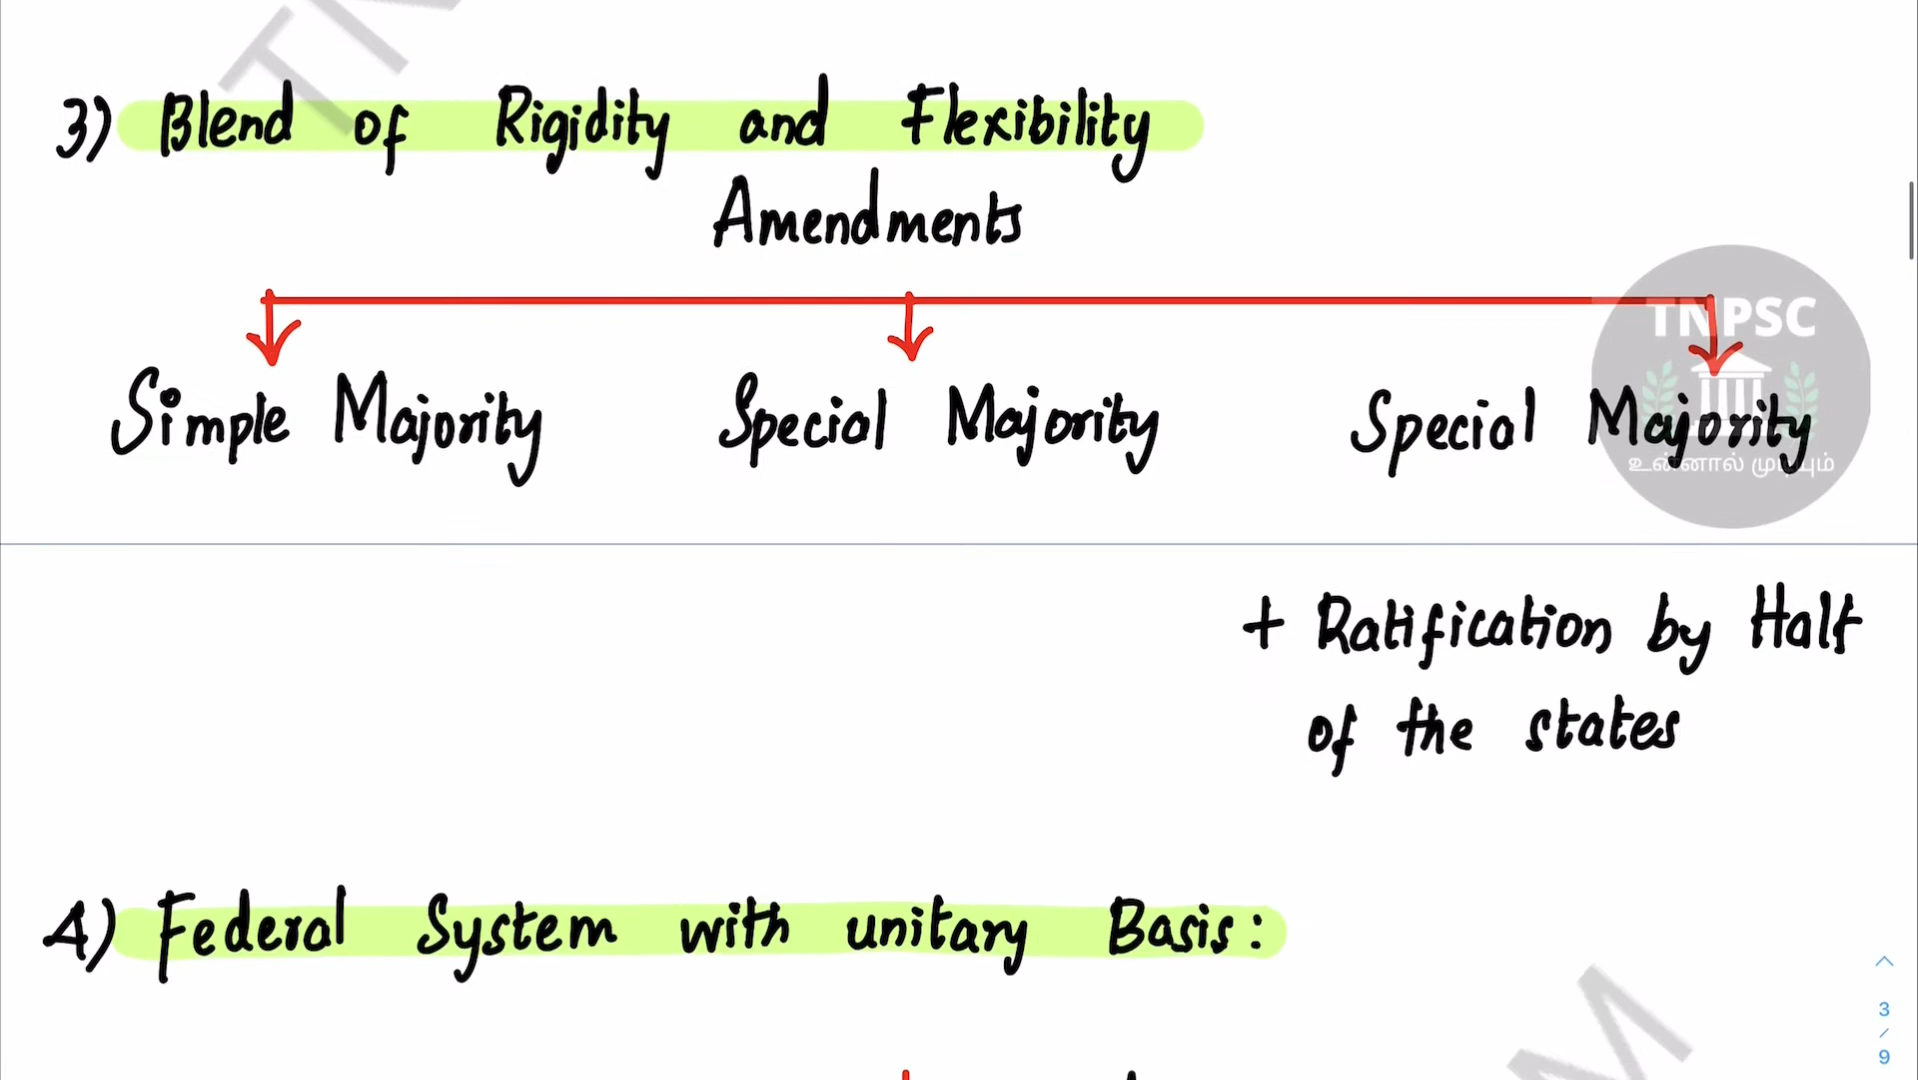 3) Blend of Rigidity and Flexibility
Amendments
Simple Majority Special Majority Special Majority
TNPSC
உன்னால் முடியும்
+ Ratification by Half
of the states
4) Federal System with unitary Basis:
3
/
9